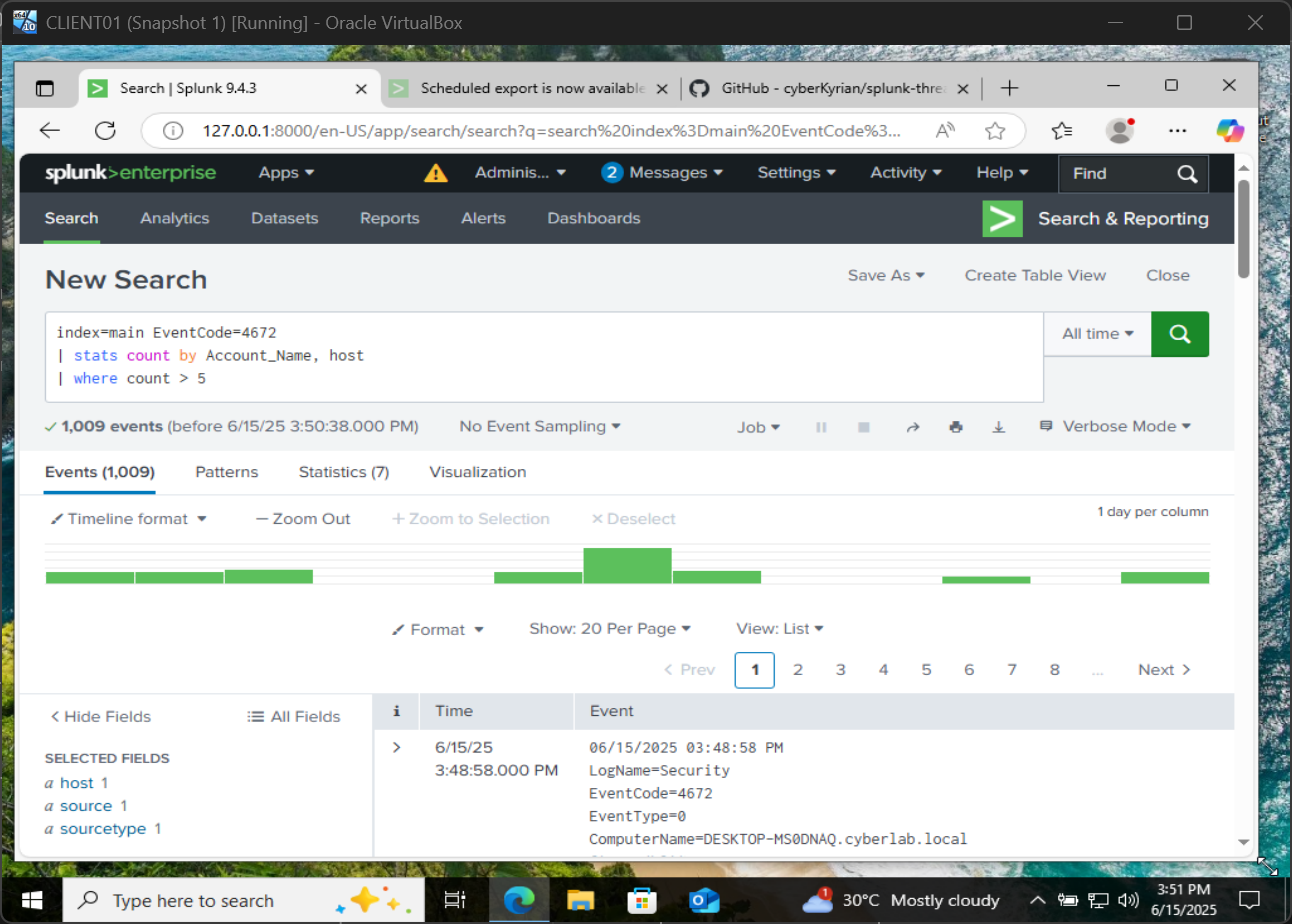 CLIENT01 (Snapshot 1) [Running] - Oracle VirtualBox
Search | Splunk 9.4.3
Scheduled export is now available
GitHub - cyberKyrian/splunk-thre
127.0.0.1:8000/en-US/app/search/search?q=search%20index%3Dmain%20EventCode%3...
splunk>enterprise Apps Adminis... 2 Messages Settings Activity Help Find
Search Analytics Datasets Reports Alerts Dashboards Search & Reporting
New Search
Save As Create Table View Close
index=main EventCode=4672
| stats count by Account_Name, host
| where count > 5
All time
1,009 events (before 6/15/25 3:50:38.000 PM) No Event Sampling Job Verbose Mode
Events (1,009) Patterns Statistics (7) Visualization
Timeline format — Zoom Out + Zoom to Selection × Deselect 1 day per column
Format Show: 20 Per Page View: List
< Prev 1 2 3 4 5 6 7 8 ... Next >
< Hide Fields All Fields
i Time Event
SELECTED FIELDS
a host 1
a source 1
a sourcetype 1
> 6/15/25
3:48:58.000 PM
06/15/2025 03:48:58 PM
LogName=Security
EventCode=4672
EventType=0
ComputerName=DESKTOP-MS0DNAQ.cyberlab.local
Type here to search
1 30°C Mostly cloudy
3:51 PM
6/15/2025